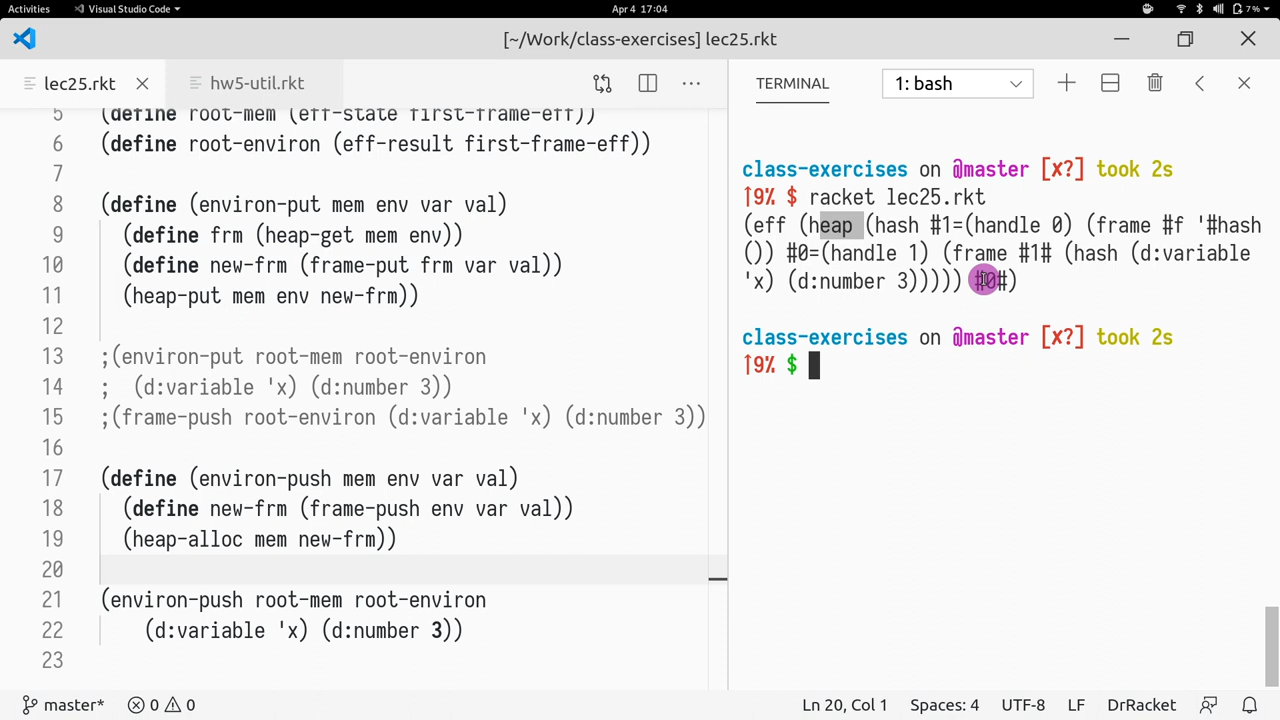 Activities Visual Studio Code Apr 4 17:04 7%
[~/Work/class-exercises] lec25.rkt
lec25.rkt hw5-util.rkt
5 (define root-mem (eff-state first-frame-eff))
6 (define root-environ (eff-result first-frame-eff))
7
8 (define (environ-put mem env var val)
9 (define frm (heap-get mem env))
10 (define new-frm (frame-put frm var val))
11 (heap-put mem env new-frm))
12
13 ;(environ-put root-mem root-environ
14 ; (d:variable 'x) (d:number 3))
15 ;(frame-push root-environ (d:variable 'x) (d:number 3))
16
17 (define (environ-push mem env var val)
18 (define new-frm (frame-push env var val))
19 (heap-alloc mem new-frm))
20
21 (environ-push root-mem root-environ
22 (d:variable 'x) (d:number 3))
23
TERMINAL 1: bash
class-exercises on @master [✘?] took 2s
↑9% $ racket lec25.rkt
(eff (heap (hash #1=(handle 0) (frame #f '#hash
()) #0=(handle 1) (frame #1# (hash (d:variable
'x) (d:number 3))))) #0#)
class-exercises on @master [✘?] took 2s
↑9% $
master* 0 0 Ln 20, Col 1 Spaces: 4 UTF-8 LF DrRacket